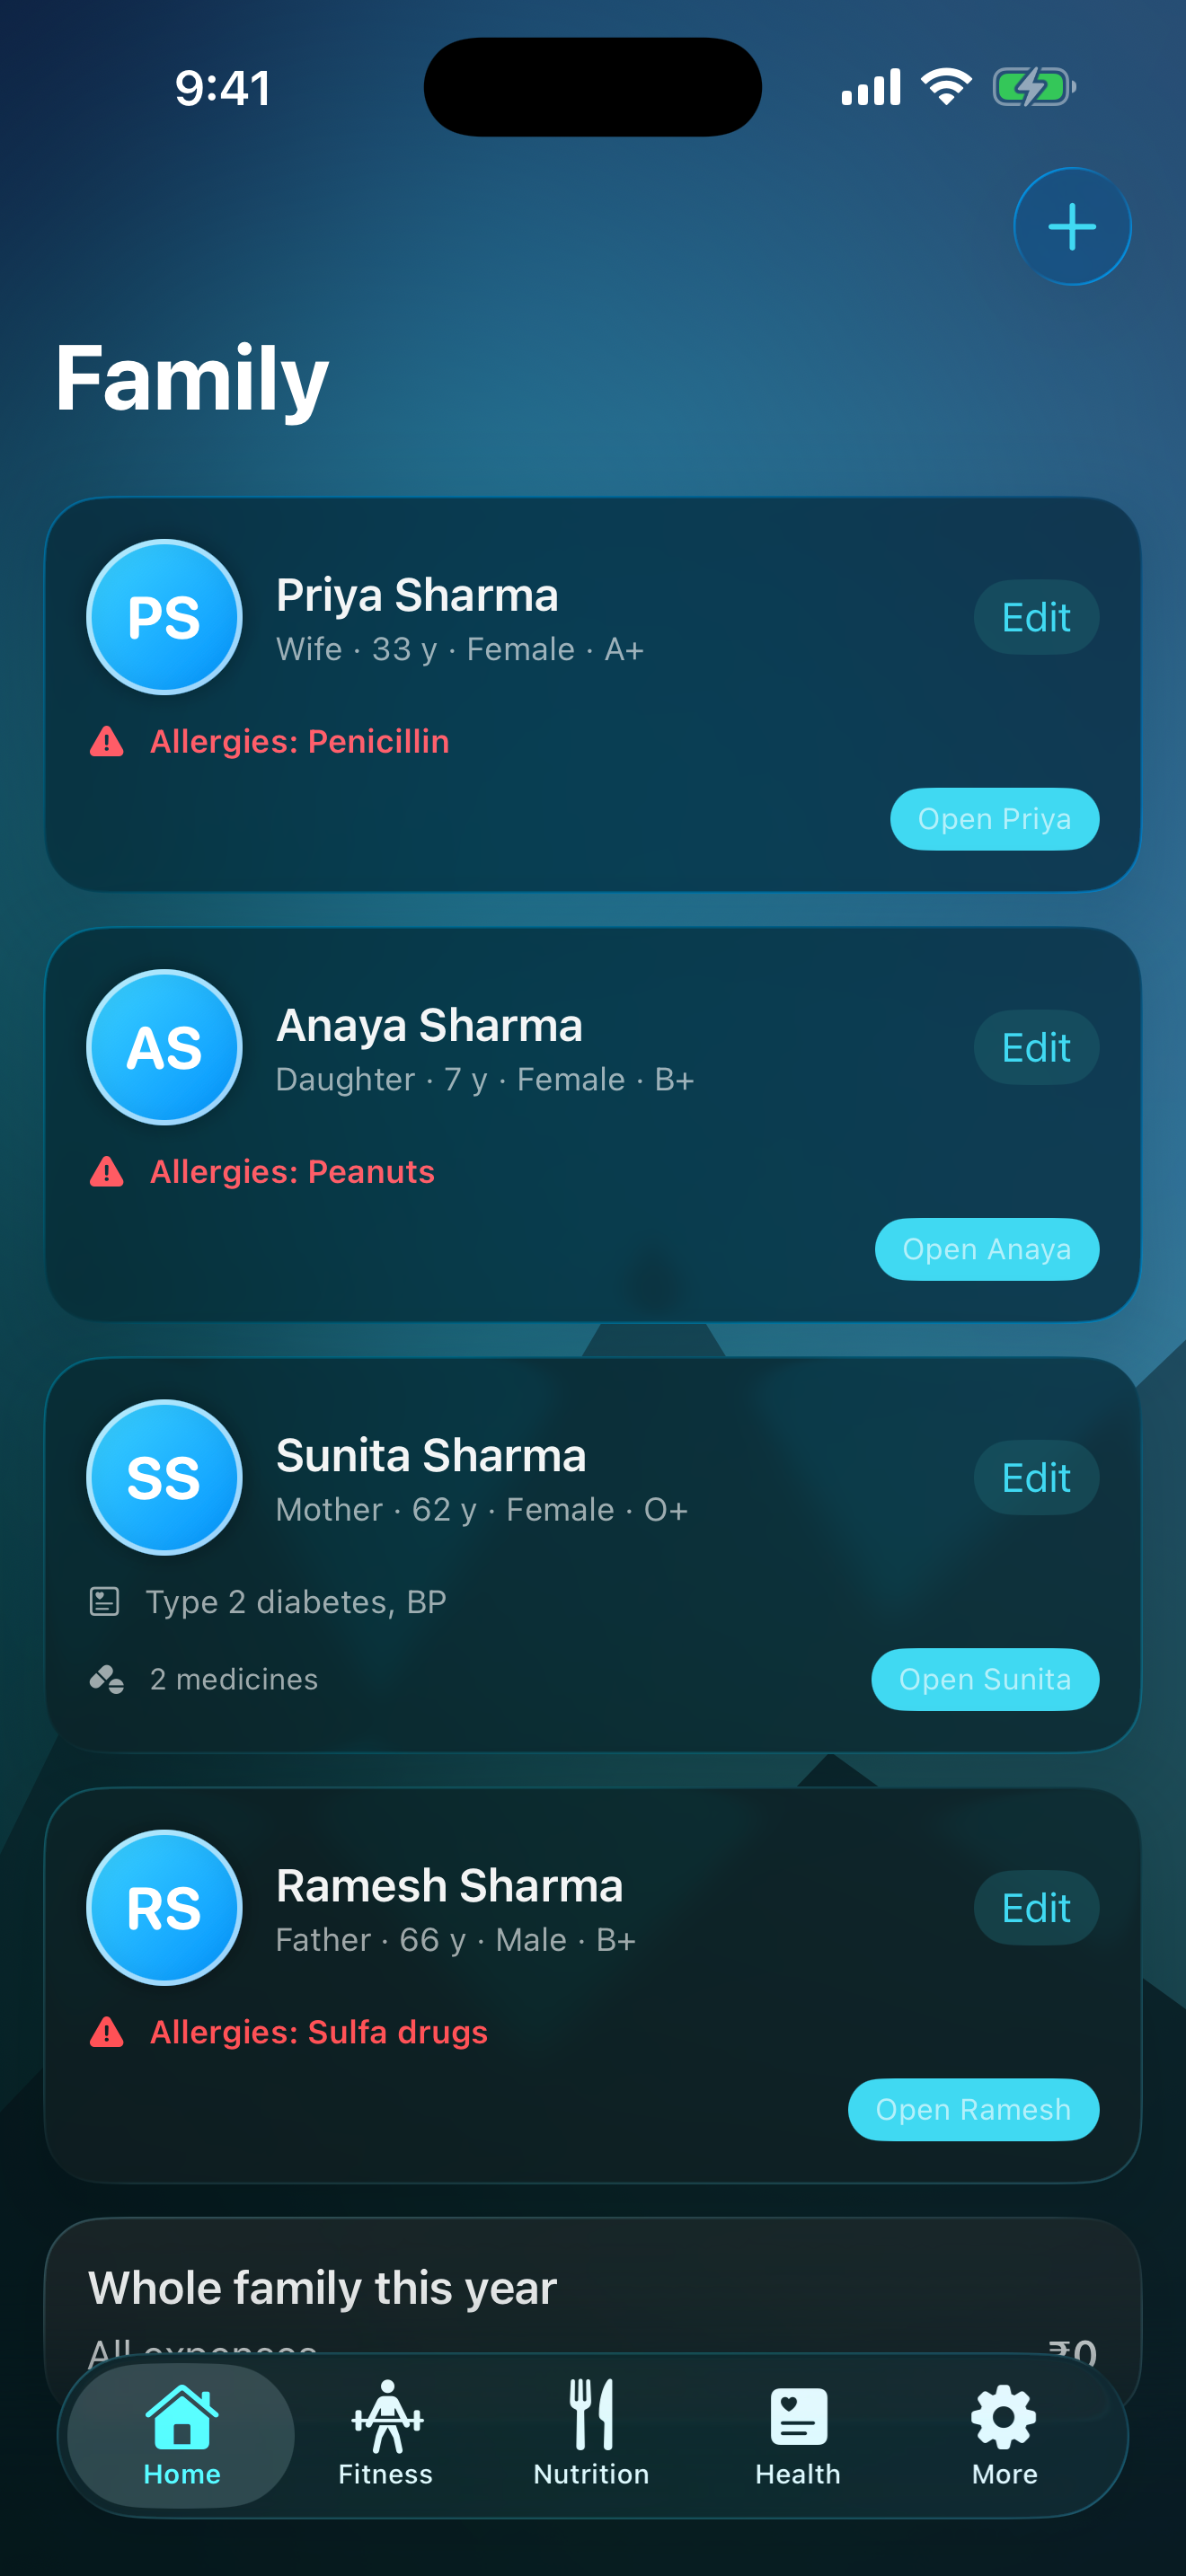 9:41
Family
PS
Priya Sharma
Wife · 33 y · Female · A+
Edit
Allergies: Penicillin
Open Priya
AS
Anaya Sharma
Daughter · 7 y · Female · B+
Edit
Allergies: Peanuts
Open Anaya
SS
Sunita Sharma
Mother · 62 y · Female · O+
Edit
Type 2 diabetes, BP
2 medicines
Open Sunita
RS
Ramesh Sharma
Father · 66 y · Male · B+
Edit
Allergies: Sulfa drugs
Open Ramesh
Whole family this year
All expenses
₹0
Home
Fitness
Nutrition
Health
More